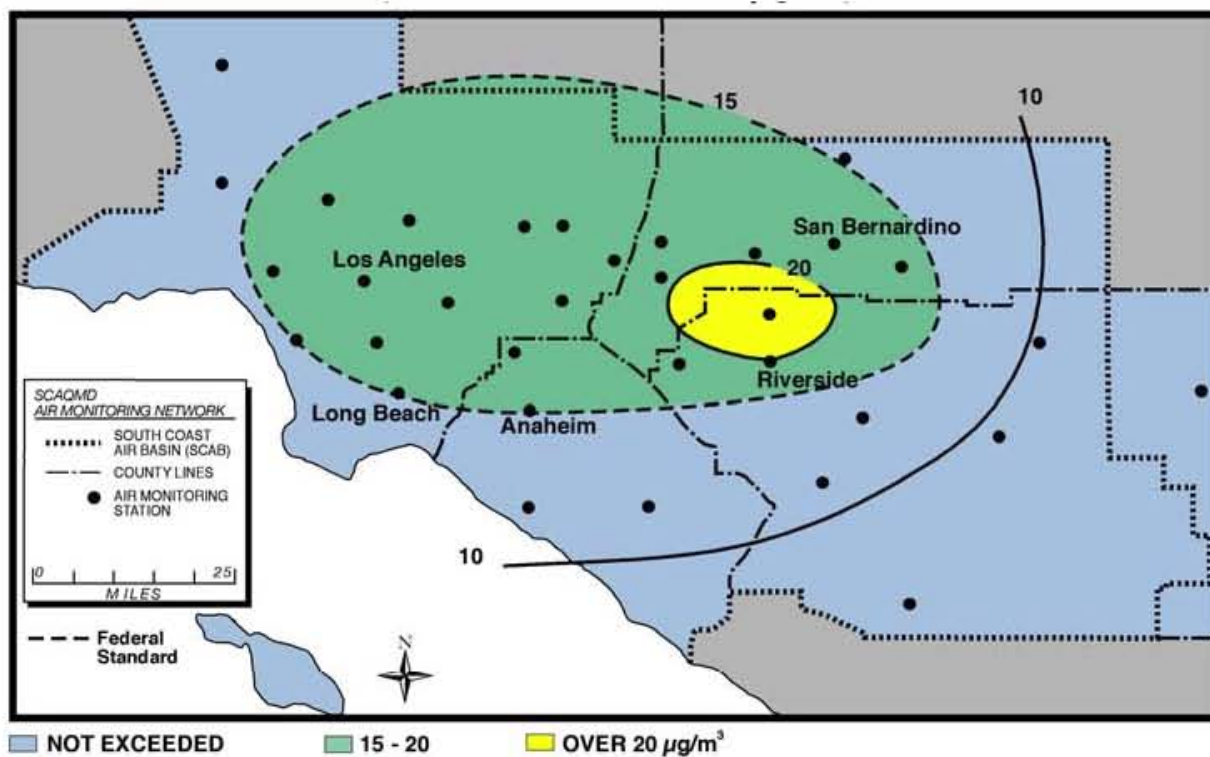 15
10
San Bernardino
Los Angeles
20
Riverside
Long Beach
Anaheim
10
SCAQMD
AIR MONITORING NETWORK
SOUTH COAST
AIR BASIN (SCAB)
COUNTY LINES
AIR MONITORING
STATION
0 25
MILES
Federal
Standard
N
NOT EXCEEDED
15 - 20
OVER 20 µg/m³